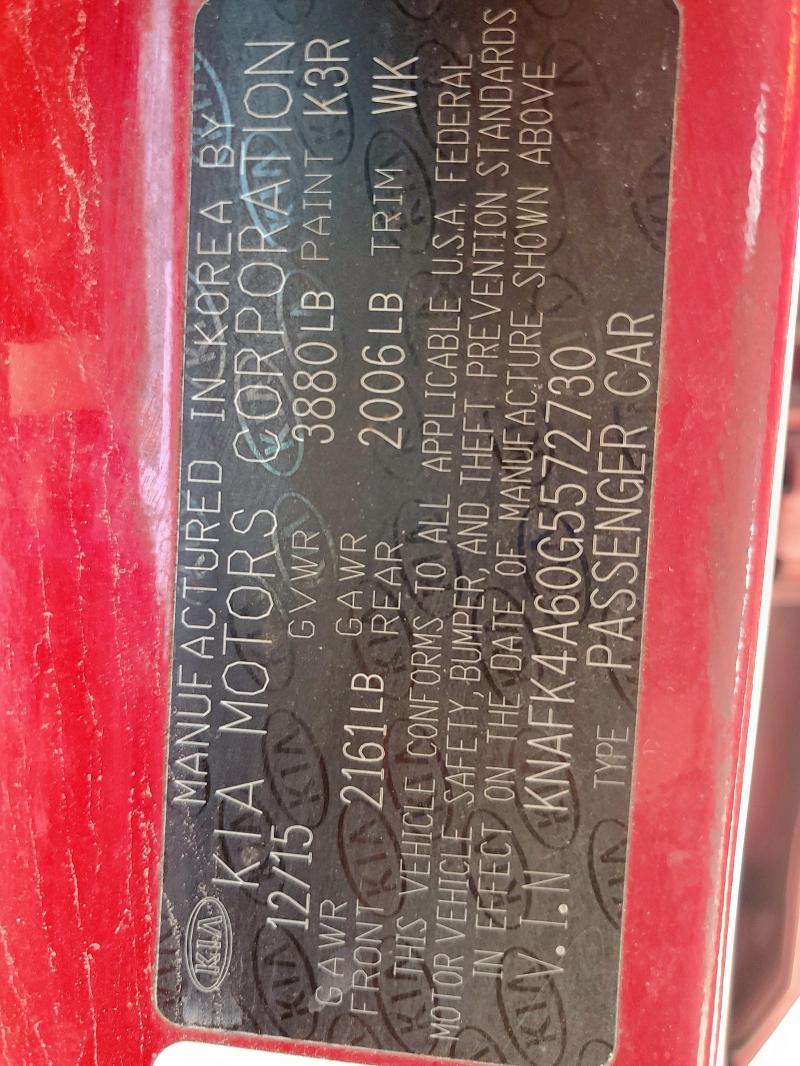 MANUFACTURED IN KOREA BY
KIA KIA MOTORS CORPORATION
12/15 GVWR 3880LB PAINT K3R
GAWR FRONT 2161LB GAWR REAR 2006LB TRIM WK
THIS VEHICLE CONFORMS TO ALL APPLICABLE U.S.A. FEDERAL
MOTOR VEHICLE SAFETY, BUMPER, AND THEFT PREVENTION STANDARDS
IN EFFECT ON THE DATE OF MANUFACTURE SHOWN ABOVE
V.I.N KNAFK4A60G5572730
TYPE PASSENGER CAR